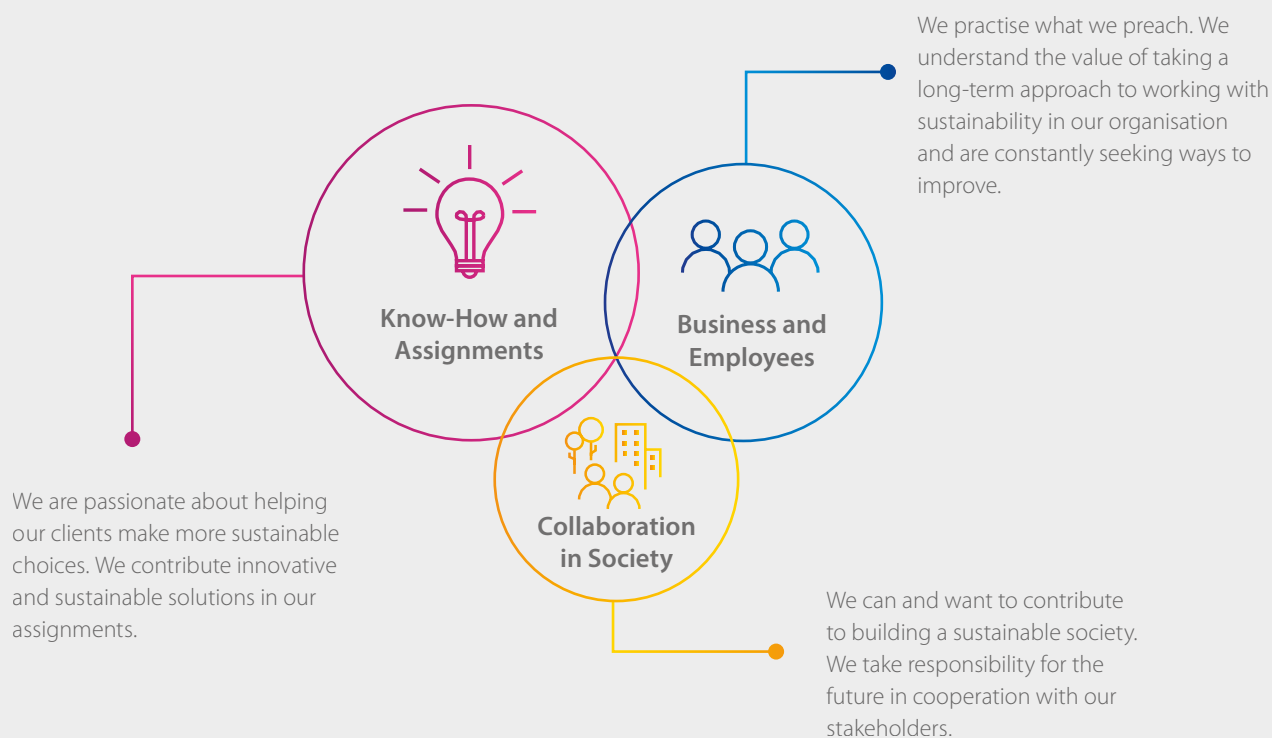 We practise what we preach. We
understand the value of taking a
long-term approach to working with
sustainability in our organisation
and are constantly seeking ways to
improve.
Know-How and
Assignments
Business and
Employees
Collaboration
in Society
We are passionate about helping
our clients make more sustainable
choices. We contribute innovative
and sustainable solutions in our
assignments.
We can and want to contribute
to building a sustainable society.
We take responsibility for the
future in cooperation with our
stakeholders.